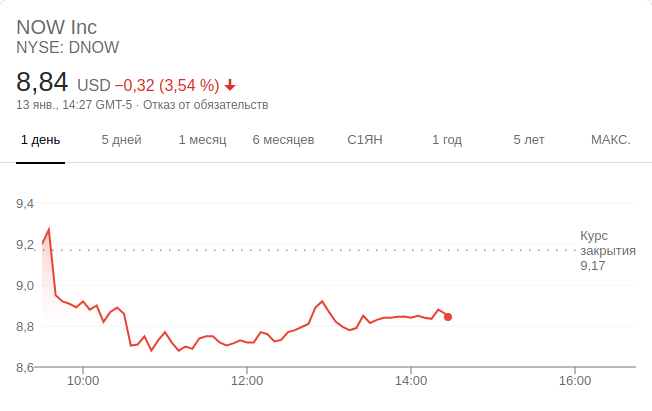 NOW Inc
NYSE: DNOW
8,84 USD −0,32 (3,54 %)
13 янв., 14:27 GMT-5 · Отказ от обязательств
1 день 5 дней 1 месяц 6 месяцев С1ЯН 1 год 5 лет МАКС.
9,4
Курс
9,2
закрытия
9,17
9,0
8,8
8,6
10:00 12:00 14:00 16:00